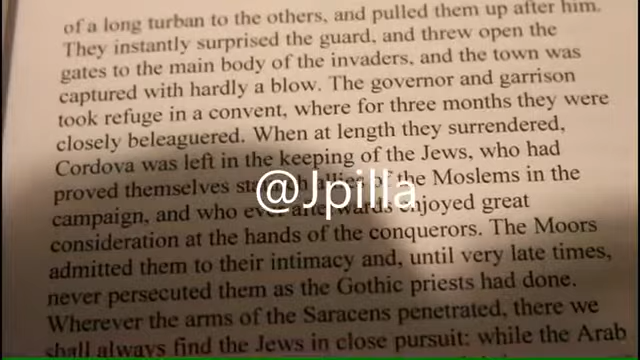 of a long turban to the others, and pulled them up after him.
They instantly surprised the guard, and threw open the
gates to the main body of the invaders, and the town was
captured with hardly a blow. The governor and garrison
took refuge in a convent, where for three months they were
closely beleaguered. When at length they surrendered,
Cordova was left in the keeping of the Jews, who had
proved themselves staunch allies of the Moslems in the
@Jpilla
campaign, and who ever afterwards enjoyed great
consideration at the hands of the conquerors. The Moors
admitted them to their intimacy and, until very late times,
never persecuted them as the Gothic priests had done.
Wherever the arms of the Saracens penetrated, there we
shall always find the Jews in close pursuit: while the Arab